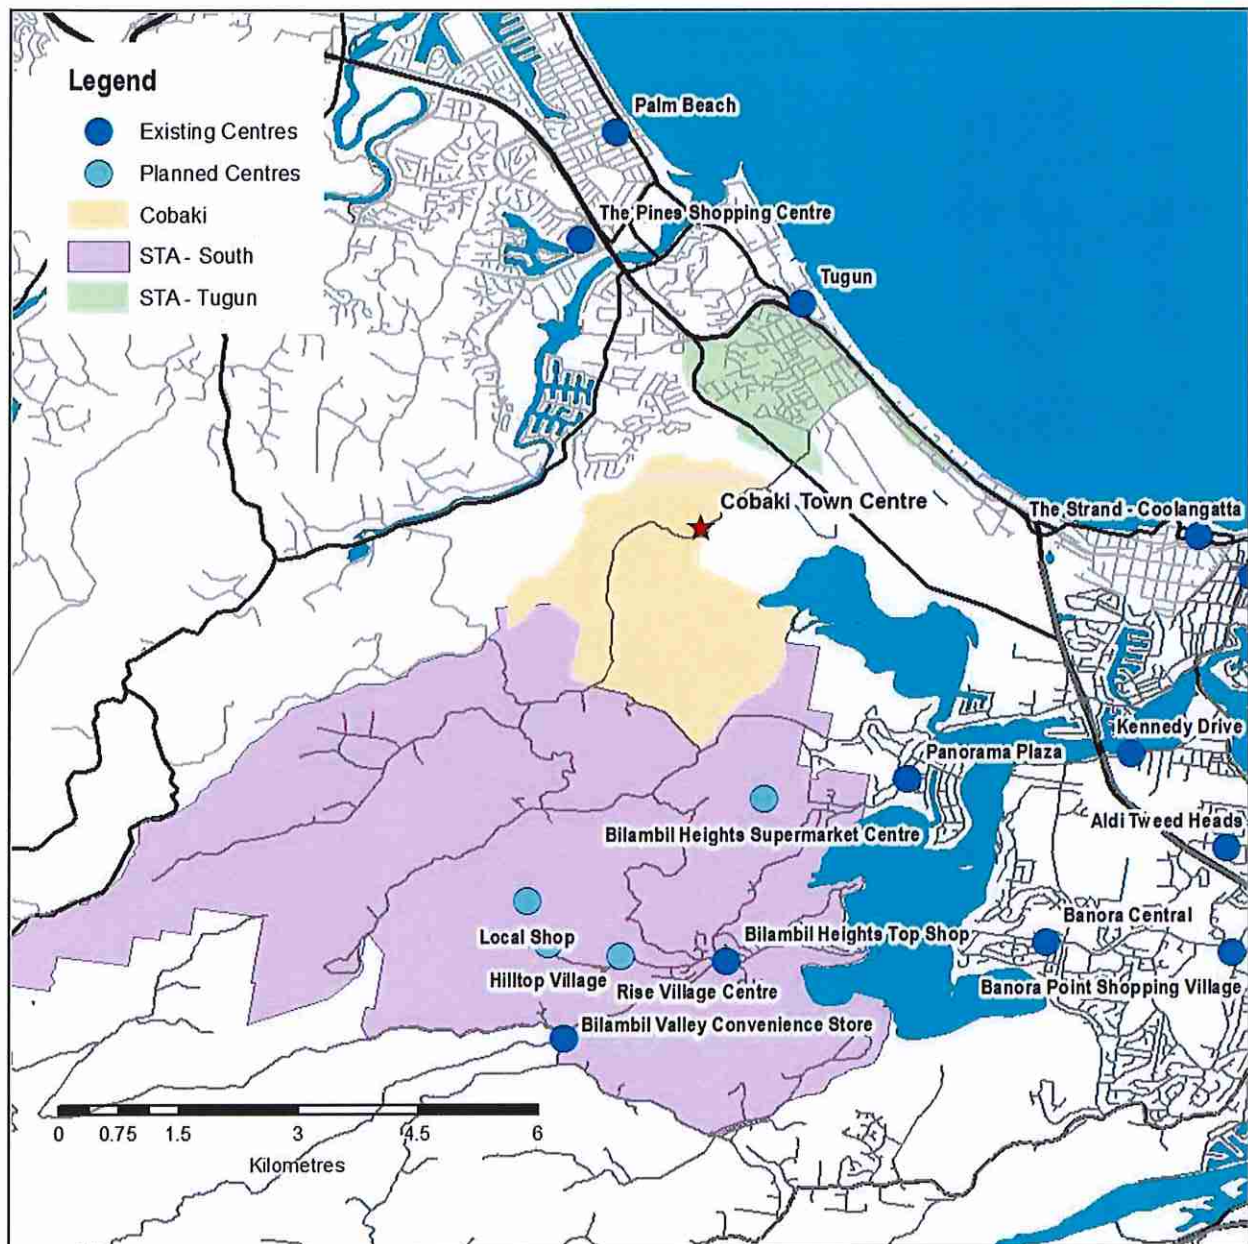 Legend
Existing Centres
Planned Centres
Cobaki
STA - South
STA - Tugun
Palm Beach
The Pines Shopping Centre
Tugun
Cobaki Town Centre
The Strand - Coolangatta
Kennedy Drive
Panorama Plaza
Aldi Tweed Heads
Bilambil Heights Supermarket Centre
Banora Central
Local Shop
Bilambil Heights Top Shop
Hilltop Village
Rise Village Centre
Banora Point Shopping Village
Bilambil Valley Convenience Store
0 0.75 1.5 3 4.5 6
Kilometres